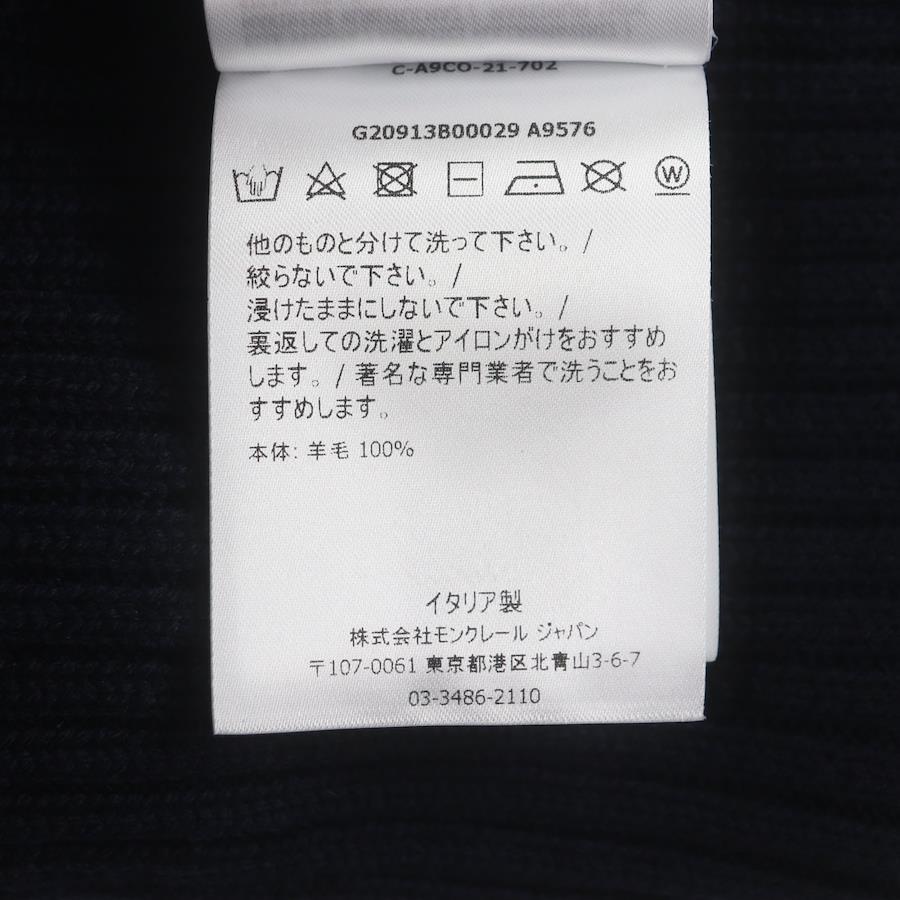 C-A9CO-21-702
G20913B00029 A9576
W
他のものと分けて洗って下さい。/
絞らないで下さい。/
浸けたままにしないで下さい。/
裏返しての洗濯とアイロンがけをおすすめ
します。/ 著名な専門業者で洗うことをお
すすめします。
本体: 羊毛 100%
イタリア製
株式会社モンクレール ジャパン
〒107-0061 東京都港区北青山3-6-7
03-3486-2110